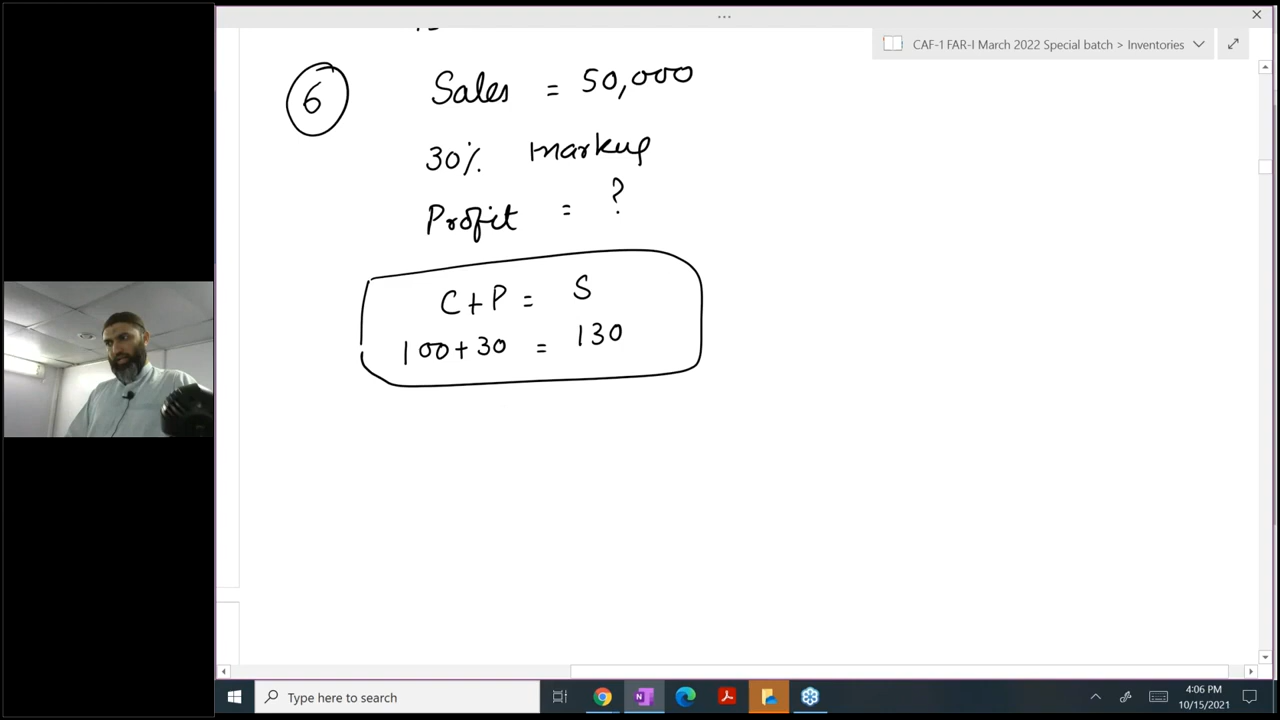 CAF-1 FAR-I March 2022 Special batch > Inventories
6
Sales = 50,000
30% markup
Profit = ?
C+P = S
100+30 = 130
Type here to search
4:06 PM
10/15/2021